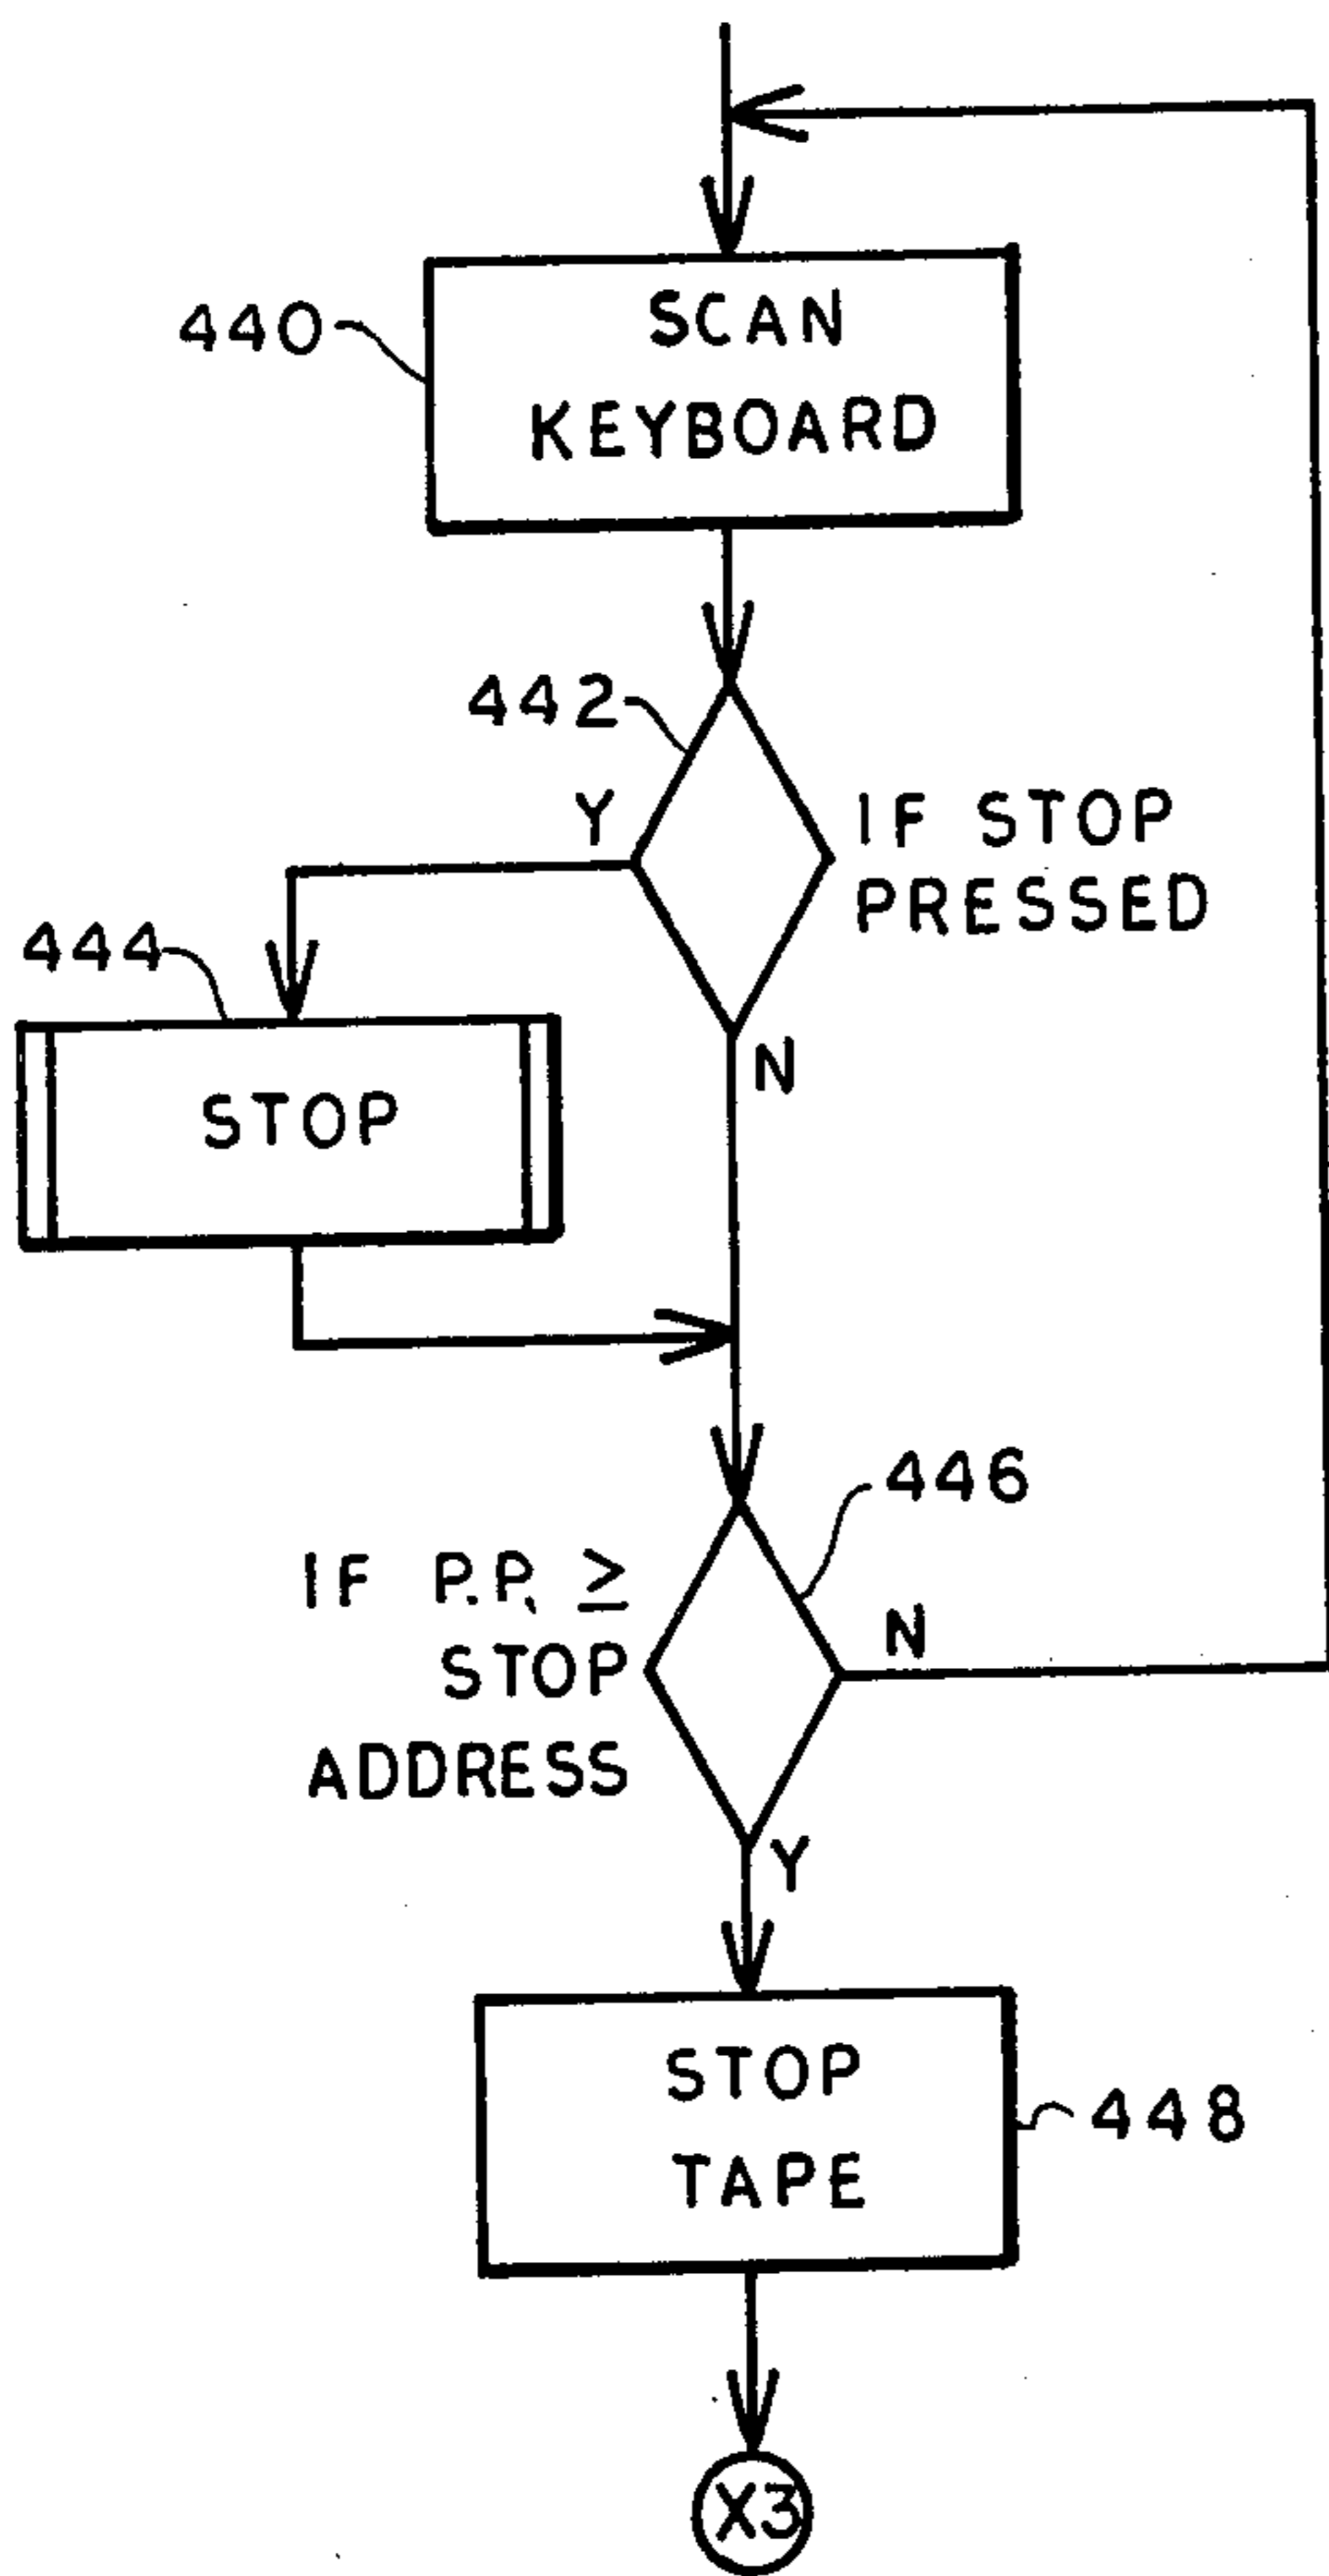 440
SCAN
KEYBOARD
442
Y
IF STOP
PRESSED
444
N
STOP
446
IF P.P. ≥
STOP
ADDRESS
N
Y
STOP
TAPE
448
X3